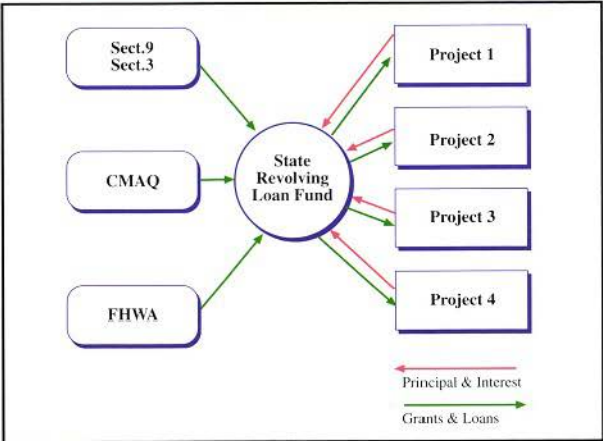 Sect.9
Sect.3
CMAQ
FHWA
State
Revolving
Loan Fund
Project 1
Project 2
Project 3
Project 4
Principal & Interest
Grants & Loans